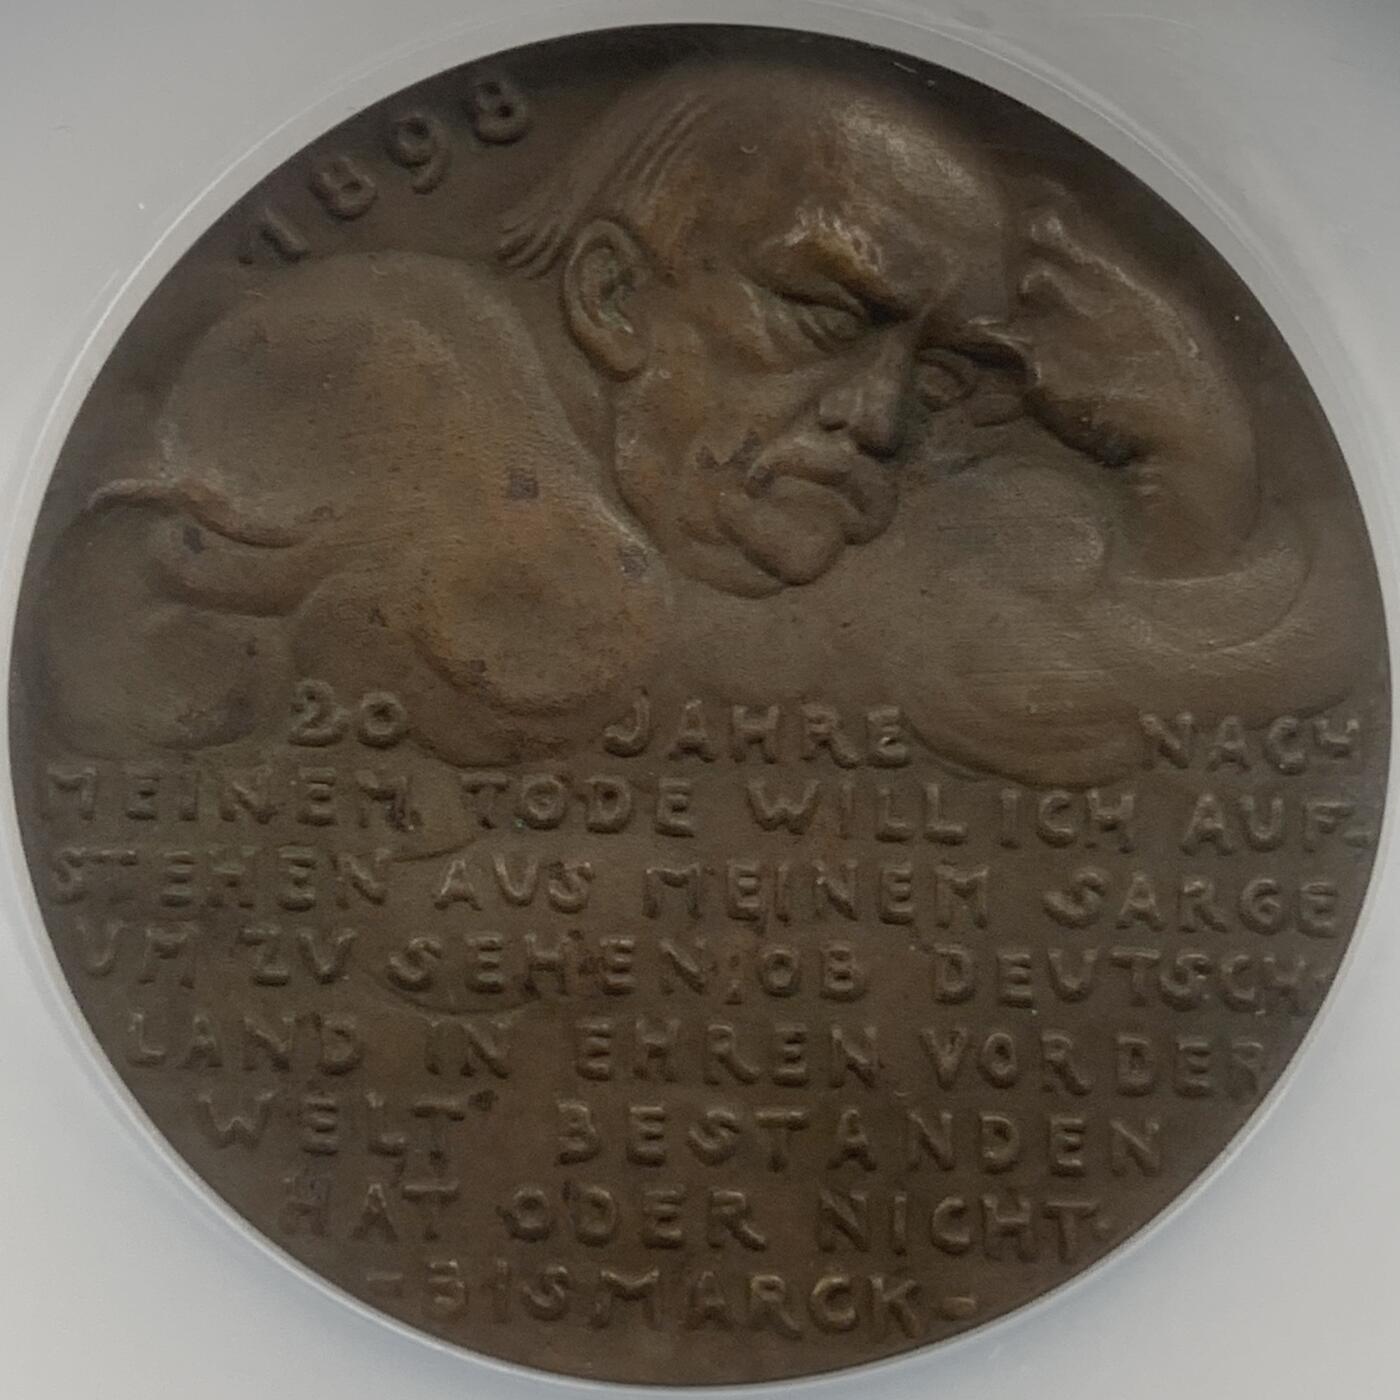 1898
20 JAHRE NACH
MEINEM TODE WILL ICH AUF-
STEHEN AUS MEINEM SARGE
UM ZU SEHEN, OB DEUTSCH-
LAND IN EHREN VOR DER
WELT BESTANDEN
HAT ODER NICHT.
-BISMARCK-